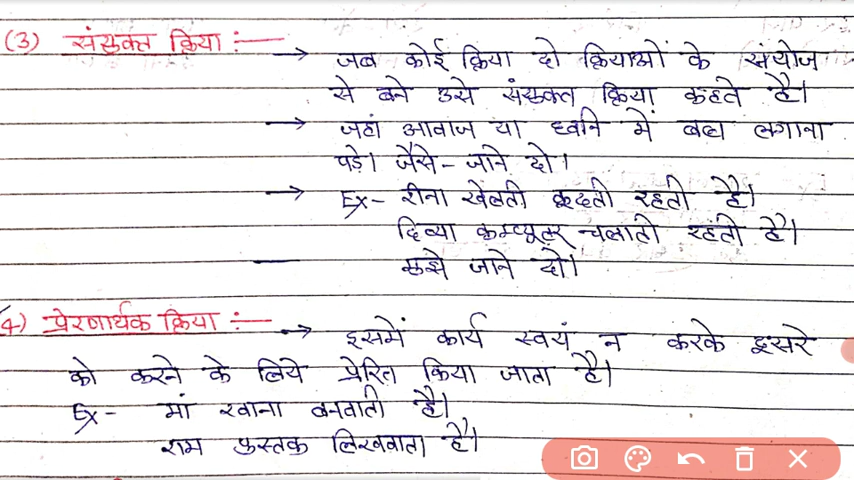 (3) संयुक्त क्रिया :—
→ जब कोई क्रिया दो क्रियाओं के संयोज
से बने उसे संयुक्त क्रिया कहते है।
→ जहां आवाज या ध्वनि में बल लगाना
पड़े। जैसे - जाने दो।
→ Ex - रीना खेलती कूदती रहती है।
दिव्या कम्प्यूटर चलाती रहती है।
— मुझे जाने दो।
4) प्रेरणार्थक क्रिया :— → इसमें कार्य स्वयं न करके दूसरे
को करने के लिये प्रेरित किया जाता है।
Ex - मां खाना बनवाती है।
राम पुस्तक लिखवाता है।